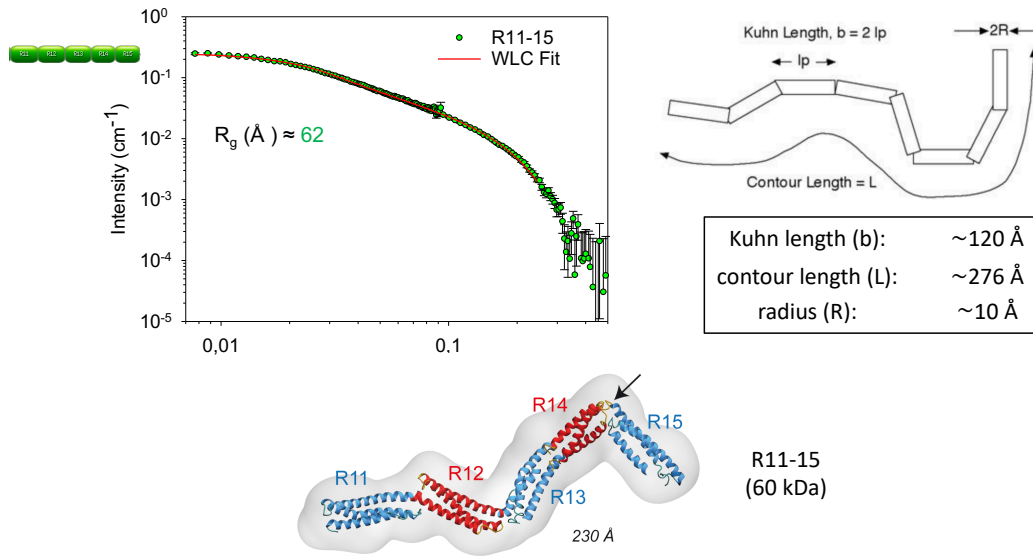 R11 R12 R13 R14 R15
10⁰
10⁻¹
10⁻²
10⁻³
10⁻⁴
10⁻⁵
Intensity (cm⁻¹)
R11-15
WLC Fit
R_g (Å) ≈ 62
0,01
0,1
Kuhn Length, b = 2 lp
lp
2R
Contour Length = L
Kuhn length (b): ~120 Å
contour length (L): ~276 Å
radius (R): ~10 Å
R11
R12
R13
R14
R15
230 Å
R11-15
(60 kDa)